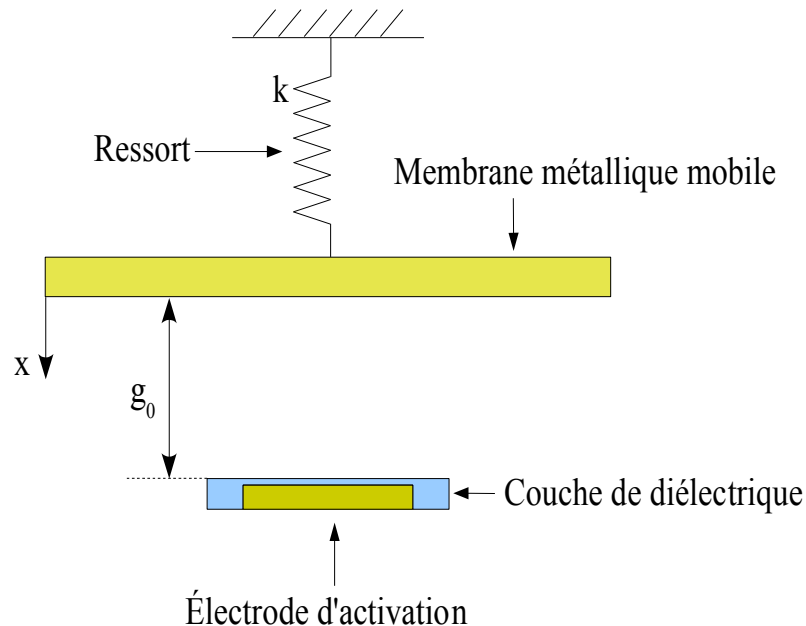 k
Ressort
Membrane métallique mobile
x
g₀
Couche de diélectrique
Électrode d'activation